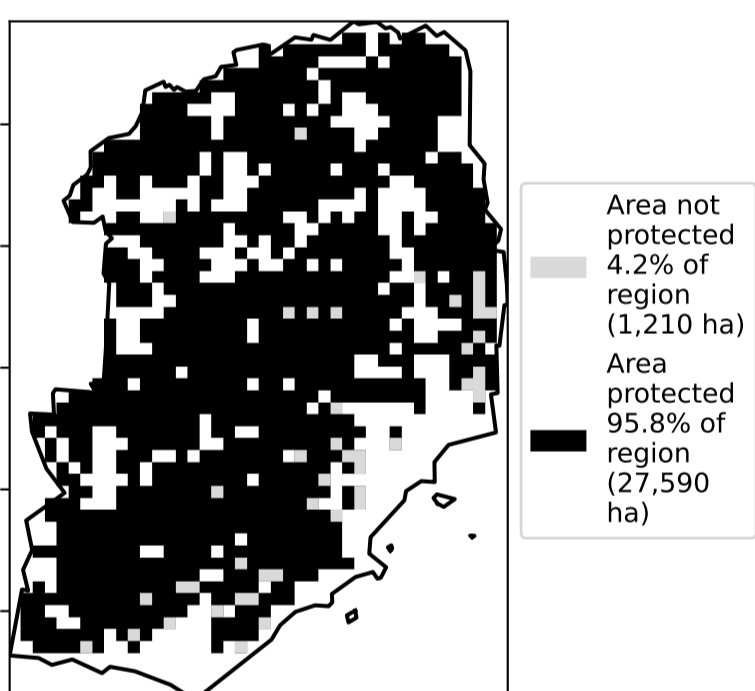 Area not
protected
4.2% of
region
(1,210 ha)
Area
protected
95.8% of
region
(27,590
ha)